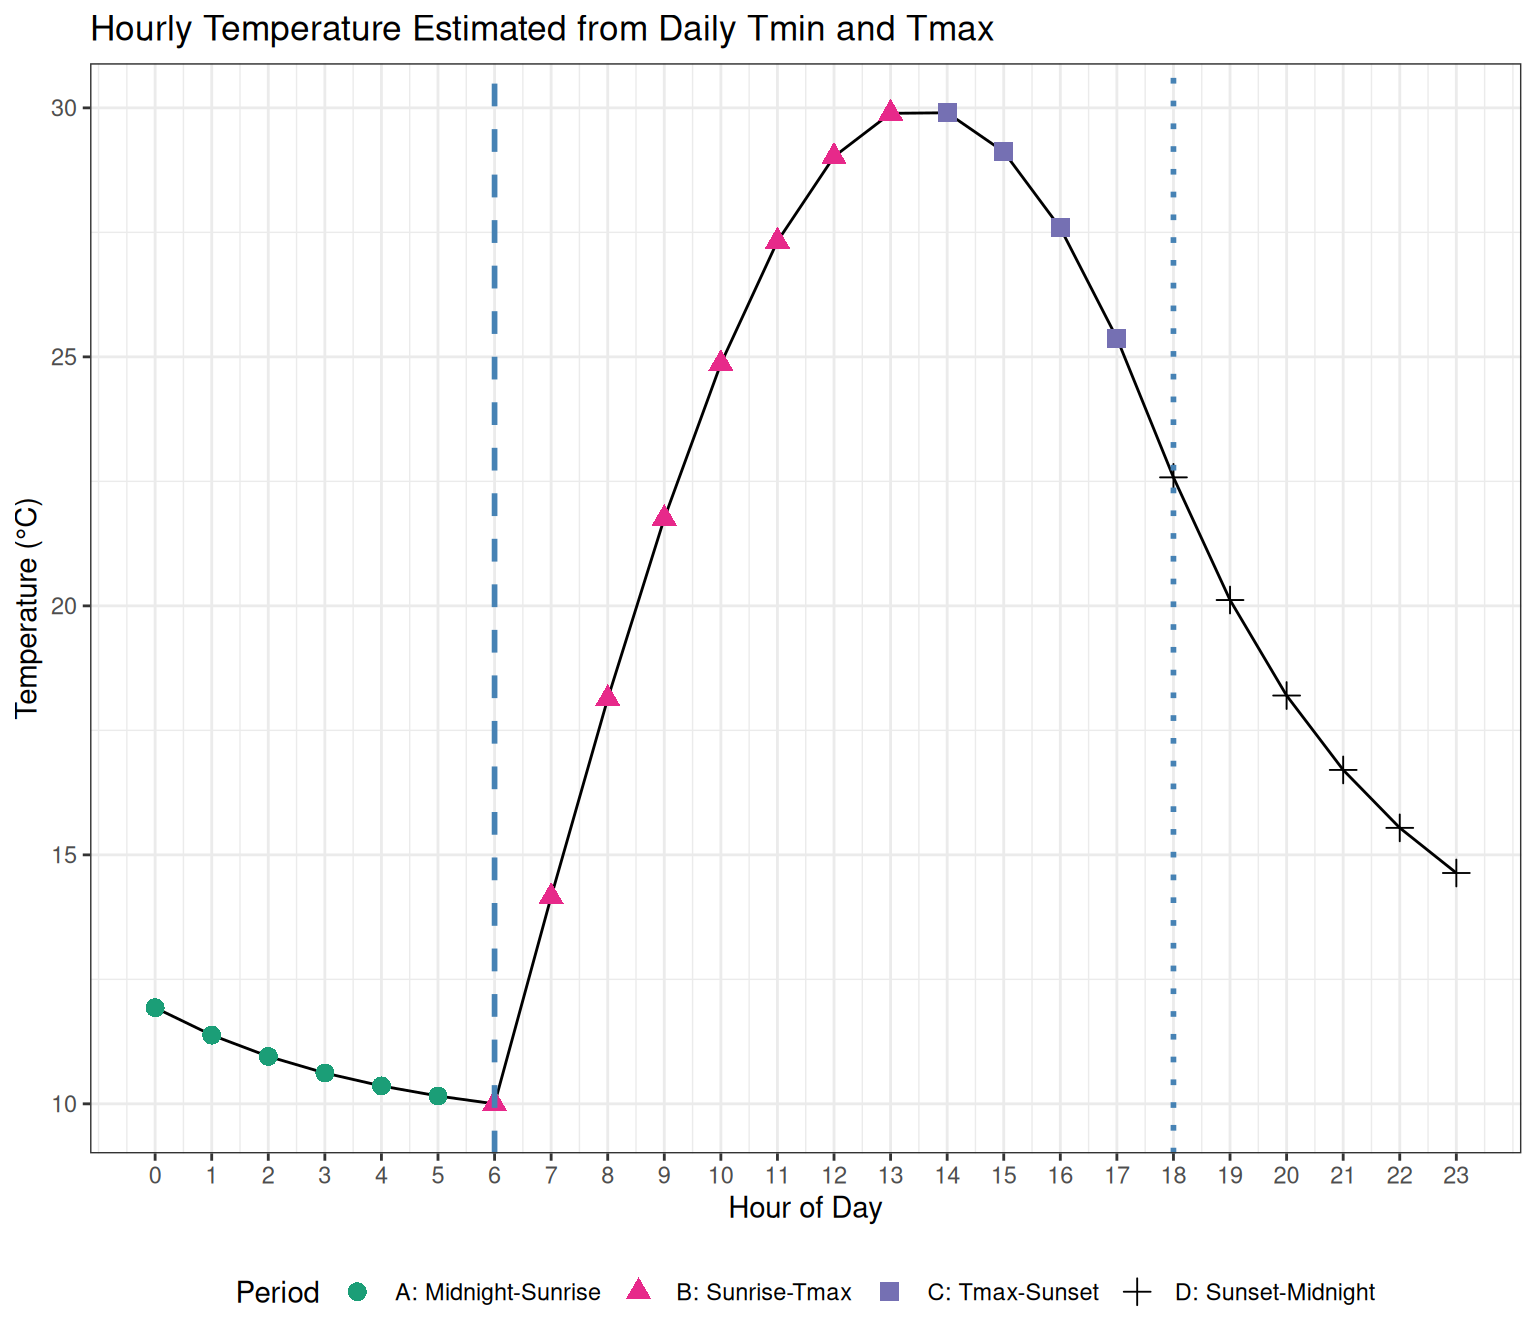 Hourly Temperature Estimated from Daily Tmin and Tmax
30
25
20
15
10
Temperature (°C)
0 1 2 3 4 5 6 7 8 9 10 11 12 13 14 15 16 17 18 19 20 21 22 23
Hour of Day
Period A: Midnight-Sunrise B: Sunrise-Tmax C: Tmax-Sunset D: Sunset-Midnight